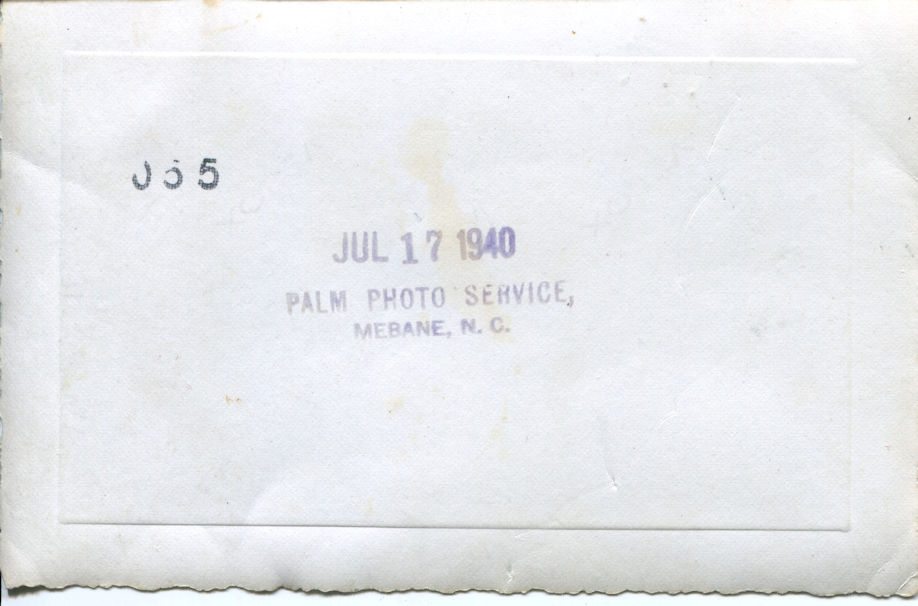 JUL 17 1940
PALM PHOTO SERVICE,
MEBANE, N. C.